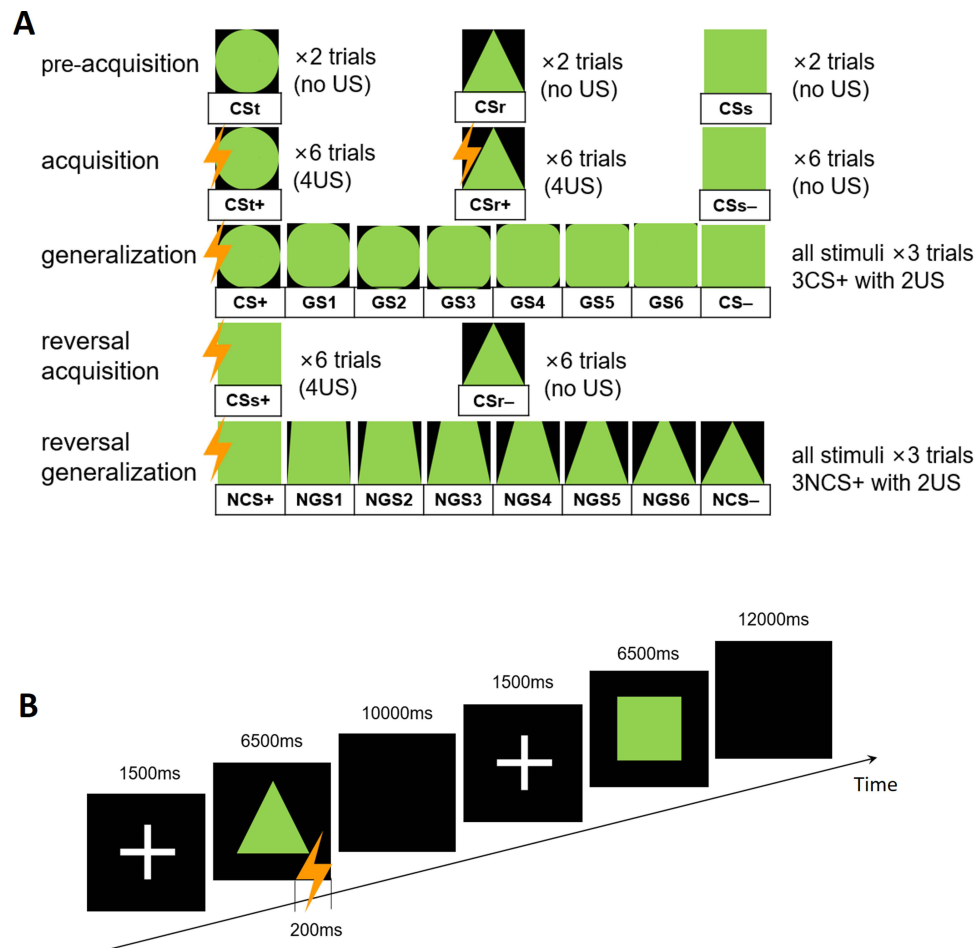 A
pre-acquisition
×2 trials
(no US)
×2 trials
(no US)
×2 trials
(no US)
CSt
CSr
CSs
acquisition
×6 trials
(4US)
×6 trials
(4US)
×6 trials
(no US)
CSt+
CSr+
CSs–
generalization
all stimuli ×3 trials
3CS+ with 2US
CS+ GS1 GS2 GS3 GS4 GS5 GS6 CS–
reversal
acquisition
×6 trials
(4US)
×6 trials
(no US)
CSs+
CSr–
reversal
generalization
all stimuli ×3 trials
3NCS+ with 2US
NCS+ NGS1 NGS2 NGS3 NGS4 NGS5 NGS6 NCS–
B
1500ms
6500ms
10000ms
1500ms
6500ms
12000ms
200ms
Time